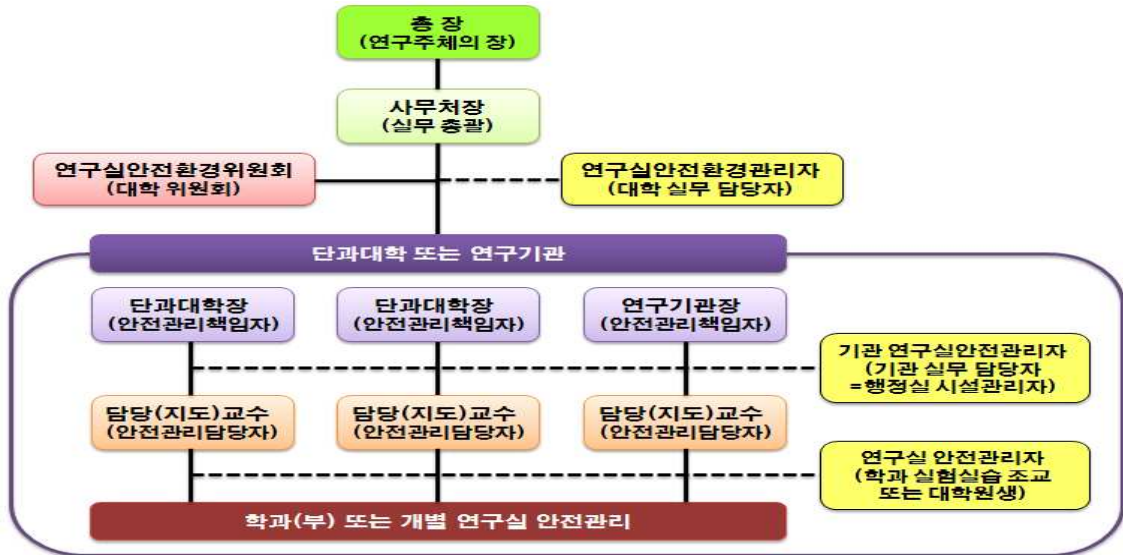 총 장
(연구주체의 장)
사무처장
(실무 총괄)
연구실안전환경위원회
(대학 위원회)
연구실안전환경관리자
(대학 실무 담당자)
단과대학 또는 연구기관
단과대학장
(안전관리책임자)
단과대학장
(안전관리책임자)
연구기관장
(안전관리책임자)
기관 연구실안전관리자
(기관 실무 담당자
=행정실 시설관리자)
담당(지도)교수
(안전관리담당자)
담당(지도)교수
(안전관리담당자)
담당(지도)교수
(안전관리담당자)
연구실 안전관리자
(학과 실험실습 조교
또는 대학원생)
학과(부) 또는 개별 연구실 안전관리